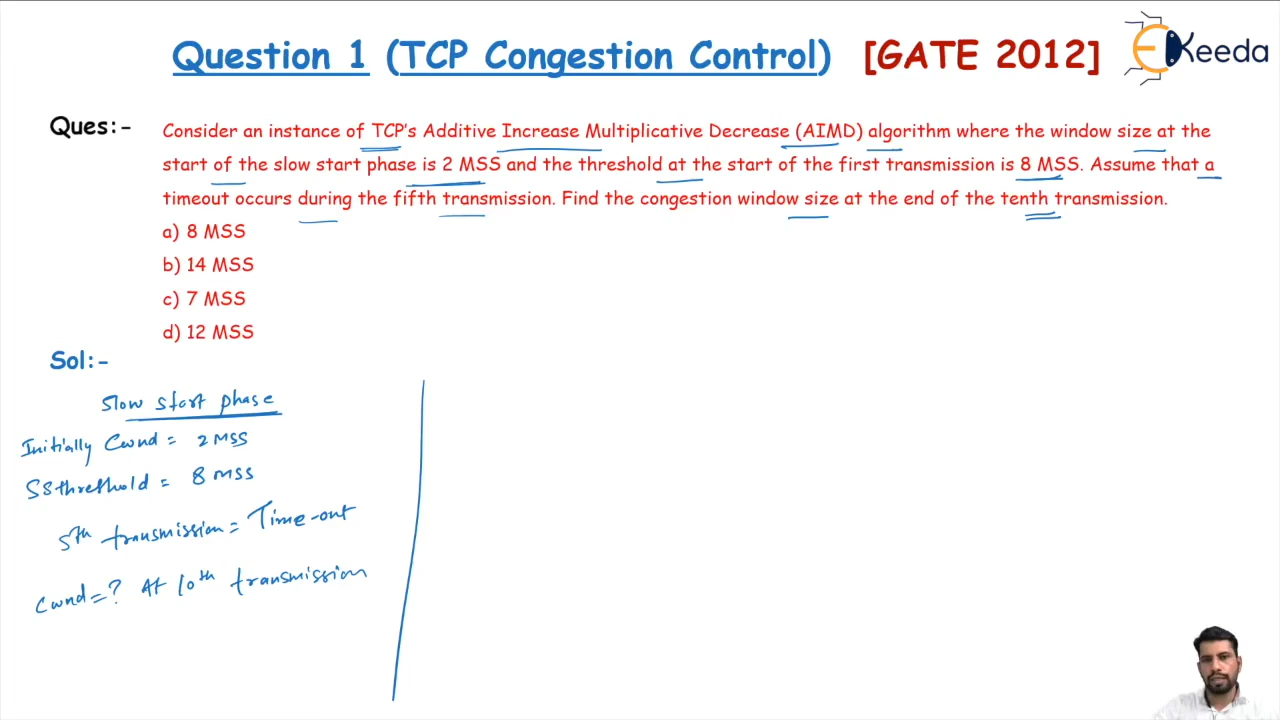 Question 1 (TCP Congestion Control) [GATE 2012]
EKeeda
Ques:- Consider an instance of TCP's Additive Increase Multiplicative Decrease (AIMD) algorithm where the window size at the
start of the slow start phase is 2 MSS and the threshold at the start of the first transmission is 8 MSS. Assume that a
timeout occurs during the fifth transmission. Find the congestion window size at the end of the tenth transmission.
a) 8 MSS
b) 14 MSS
c) 7 MSS
d) 12 MSS
Sol:-
Slow start phase
Initially Cwnd = 2 MSS
SSthreshold = 8 MSS
5th transmission = Time-out
Cwnd = ? At 10th transmission